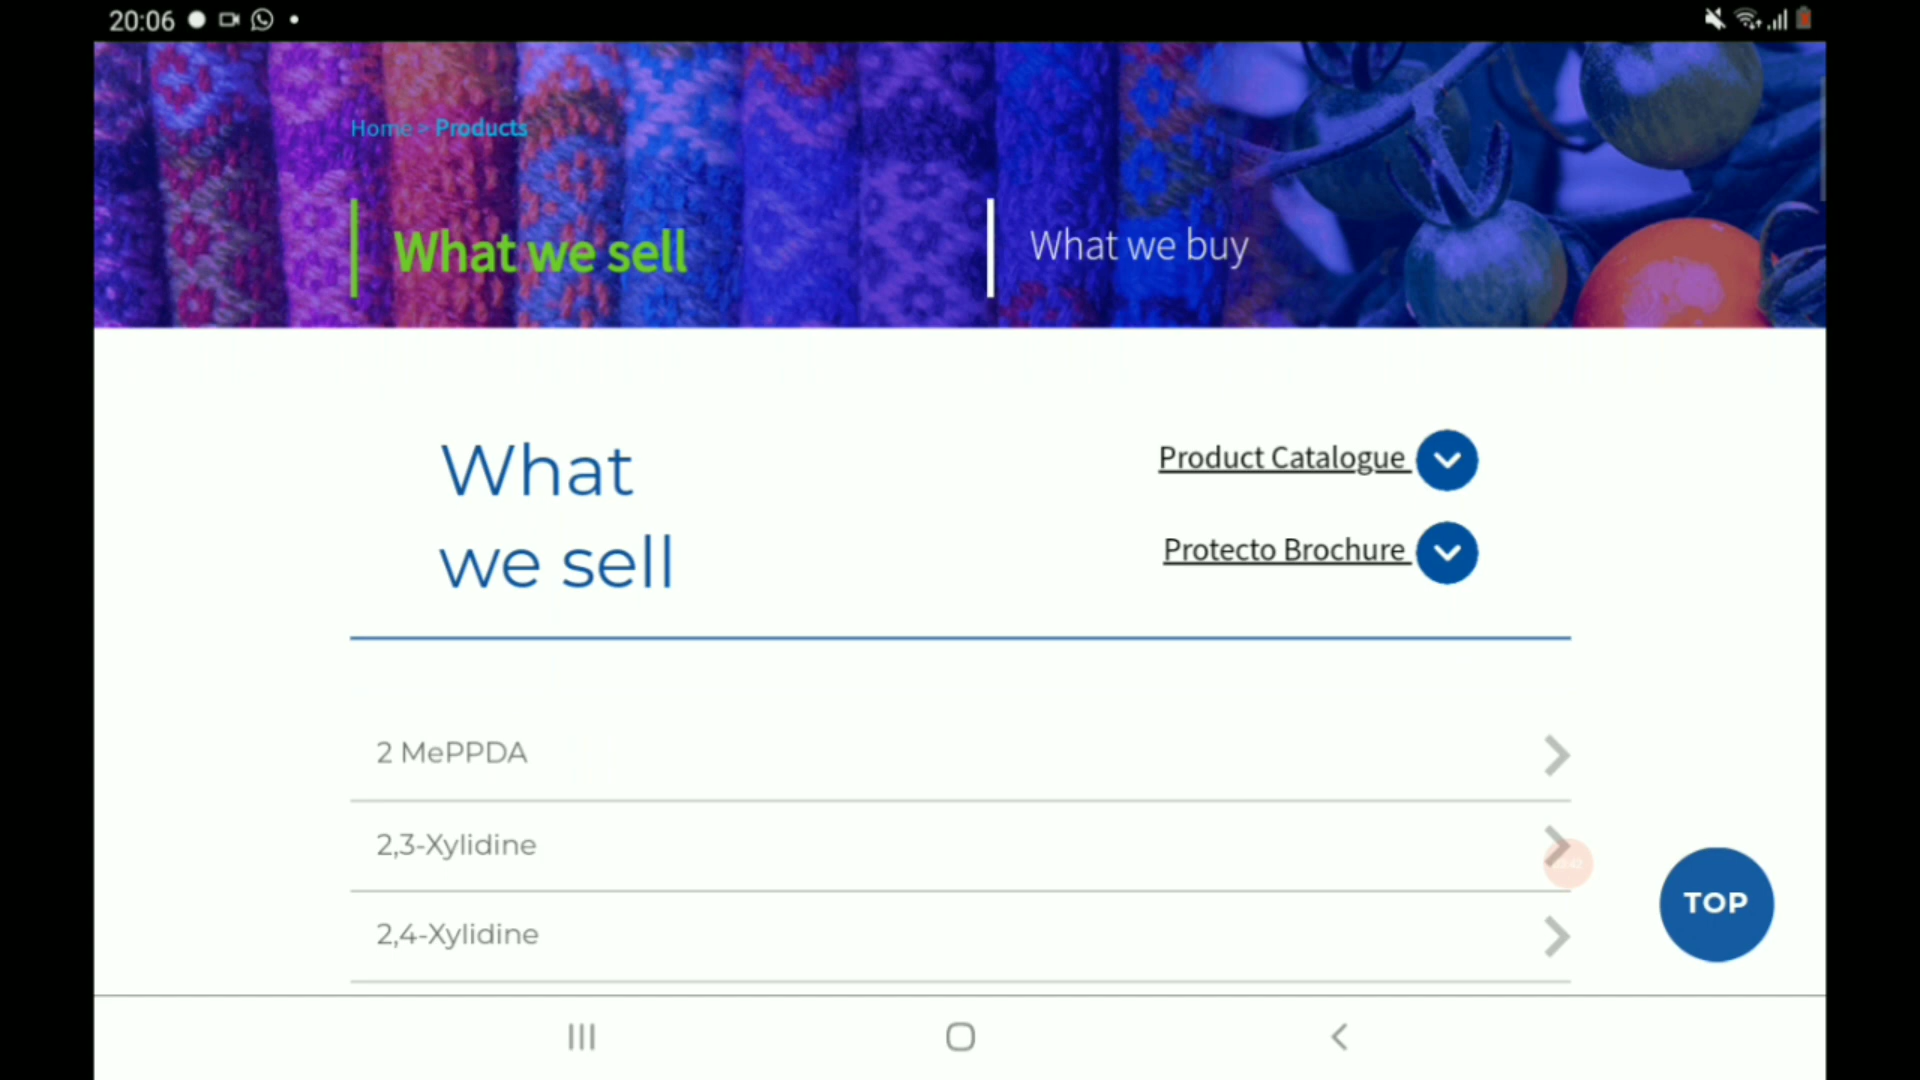 20:06
Home > Products
What we sell
What we buy
What
we sell
Product Catalogue
Protecto Brochure
2 MePPDA
2,3-Xylidine
2,4-Xylidine
TOP